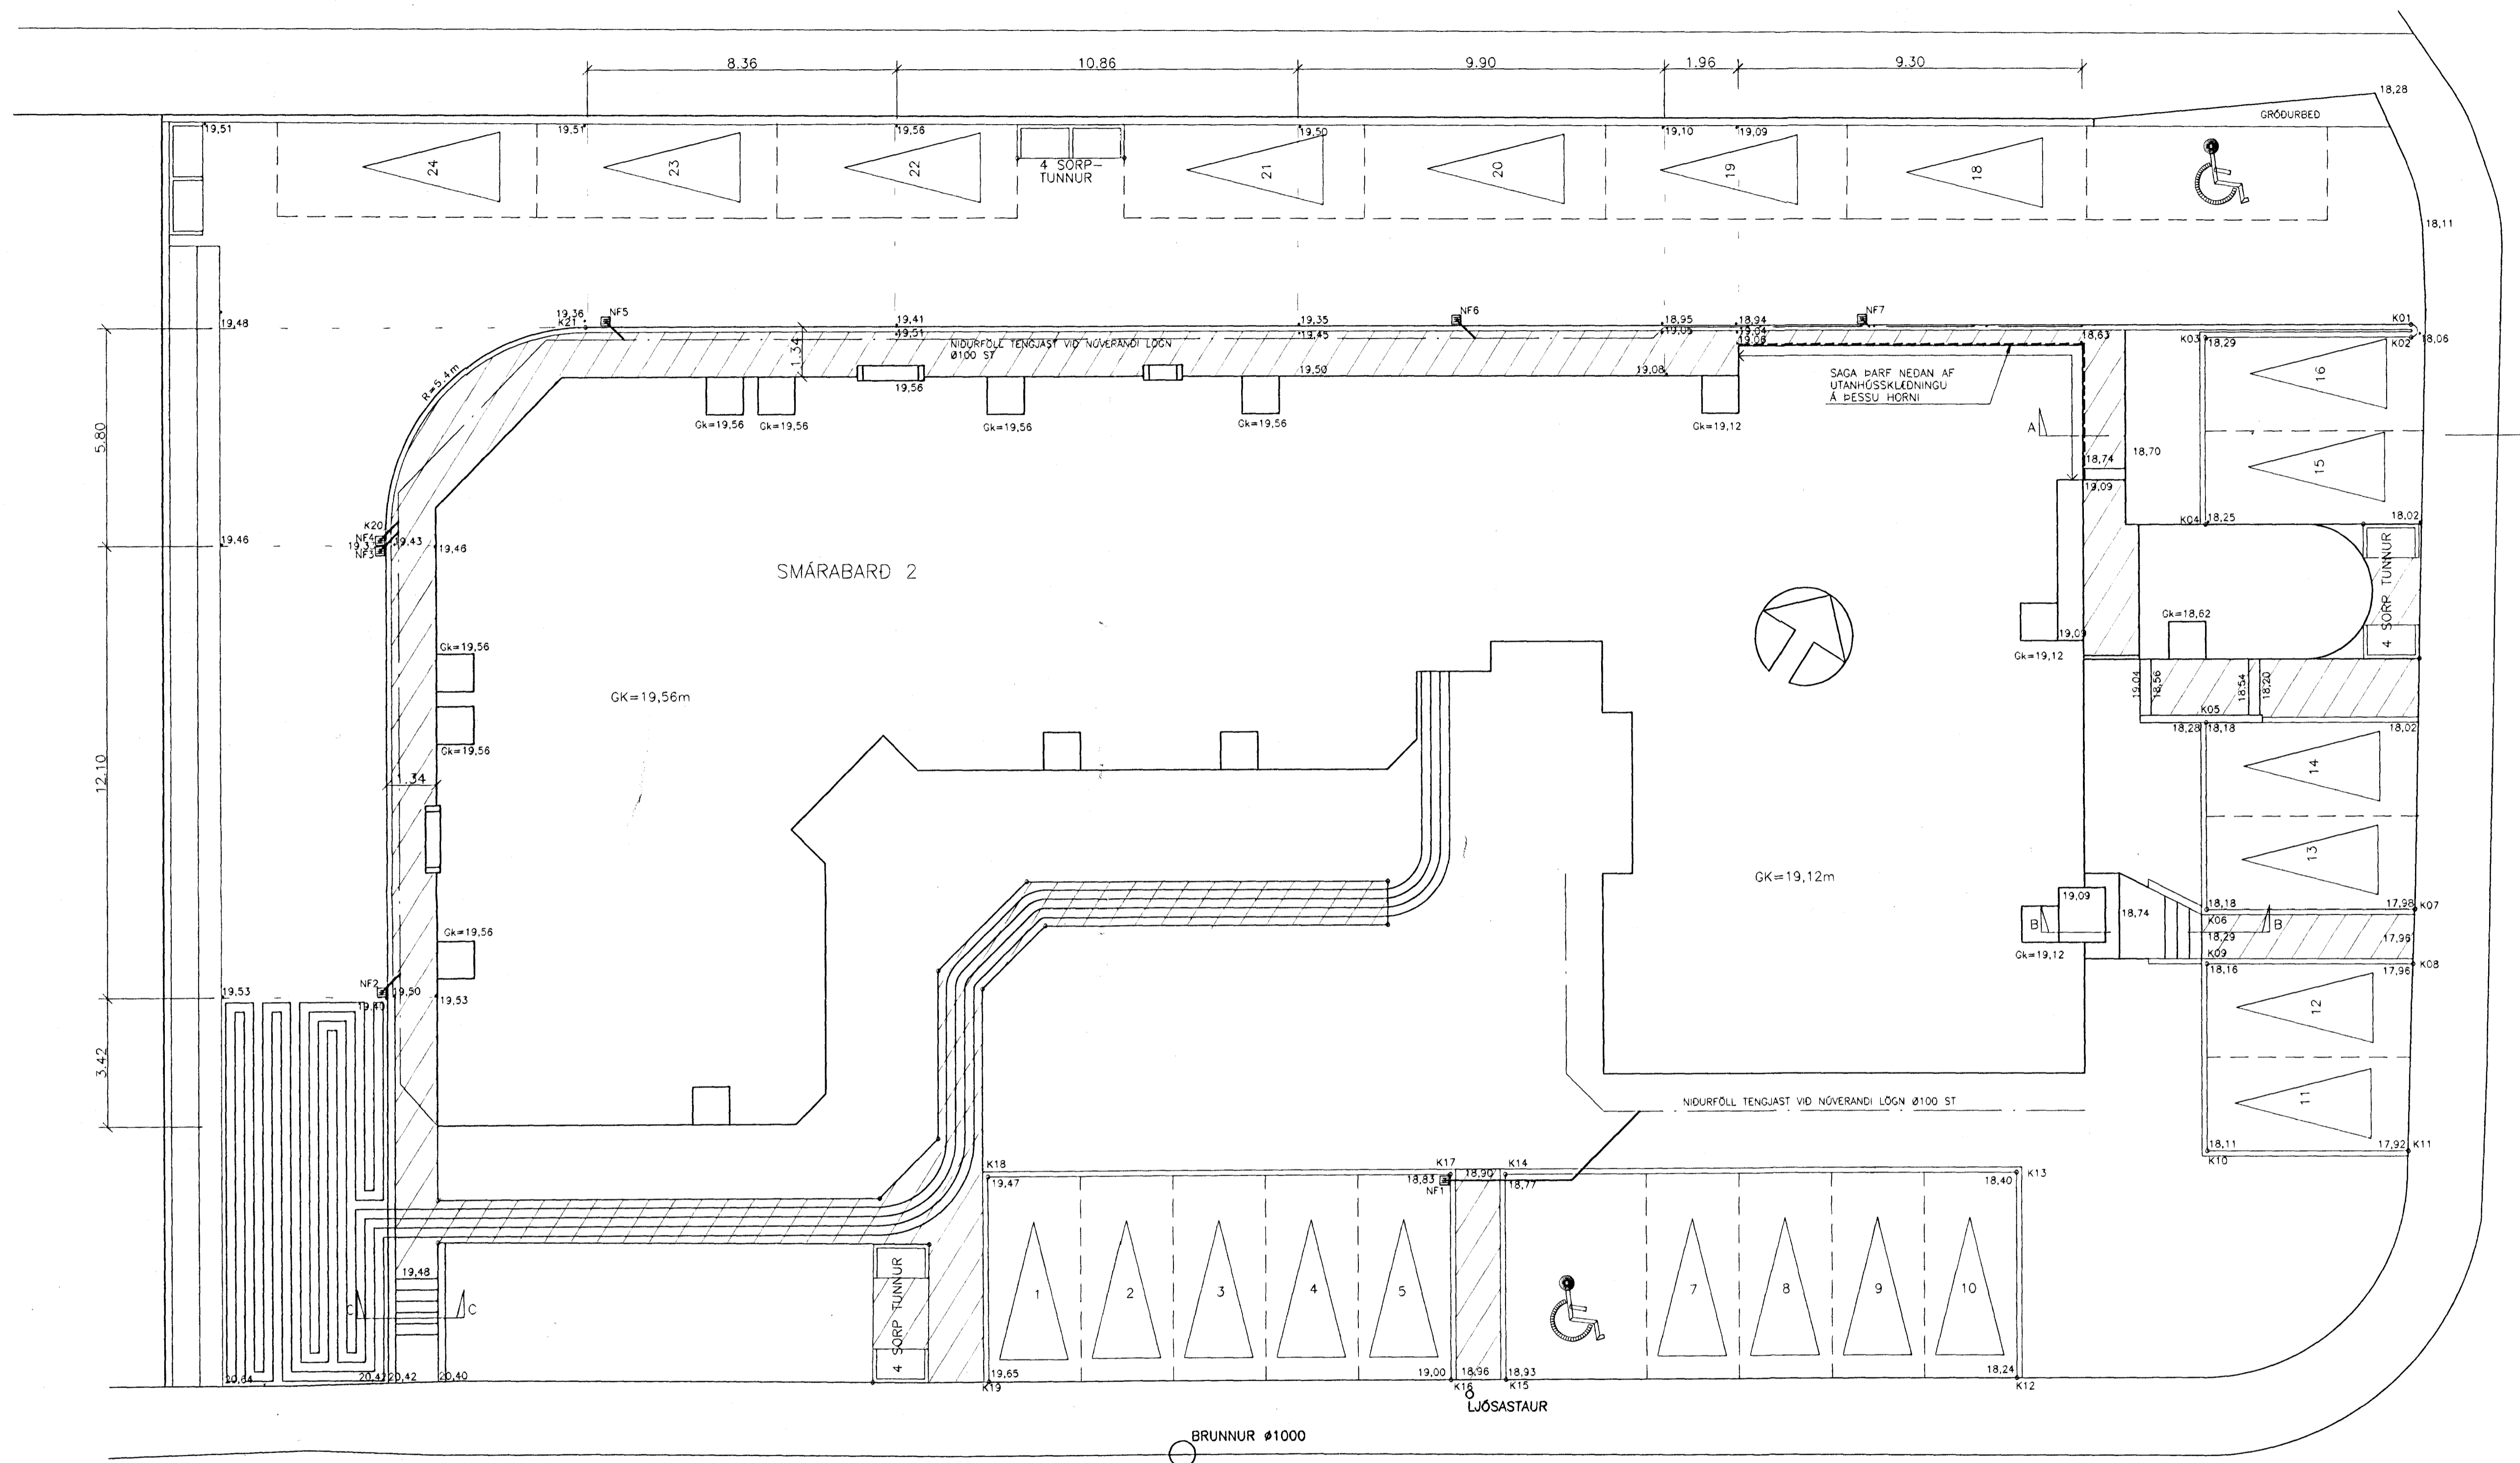 8.36
10.86
9.90
1.96
9.30
18,28
GRÓÐURBEÐ
19,51
19,51
19,56
19,50
19,10
19,09
24
23
22
4 SORP-
TUNNUR
21
20
19
18
18,11
19,48
19,36
K21
NF5
19,41
19,51
19,35
19,45
NF6
18,95
19,05
18,94
19,04
19,06
NF7
18,63
K01
K02
18,06
K03
18,29
NIÐURFÖLL TENGJAST VIÐ NÚVERANDI LÖGN
Ø100 ST
1.34
R=5.4m
19,56
19,50
19,08
SAGA ÞARF NEÐAN AF
UTANHÚSSKLÆÐNINGU
Á ÞESSU HORNI
16
Gk=19,56
Gk=19,56
Gk=19,56
Gk=19,56
Gk=19,12
A
18,70
5.80
18,74
19,09
15
K04
18,25
18,02
K20
NF4
NF3
19,43
19,46
19,46
SMÁRABARÐ 2
4 SORP TUNNUR
Gk=18,62
19,09
Gk=19,12
Gk=19,56
GK=19,56m
Gk=19,56
19,04
18,56
18,54
18,20
K05
18,28
18,18
18,02
14
12.10
.34
13
GK=19,12m
19,09
18,74
18,18
17,98
K07
K06
B
B
18,29
17,96
K09
Gk=19,12
18,16
17,96
K08
Gk=19,56
NF2
19,53
19,50
19,40
19,53
12
3.42
11
NIÐURFÖLL TENGJAST VIÐ NÚVERANDI LÖGN Ø100 ST
18,11
17,92
K11
K10
K18
K17
K14
K13
19,47
18,83
NF1
18,90
18,77
18,40
19,48
C
C
4 SORP TUNNUR
1
2
3
4
5
7
8
9
10
20,64
20,42
20,42
20,40
19,65
19,00
18,96
18,93
18,24
K19
K16
K15
K12
LJÓSASTAUR
BRUNNUR ø1000